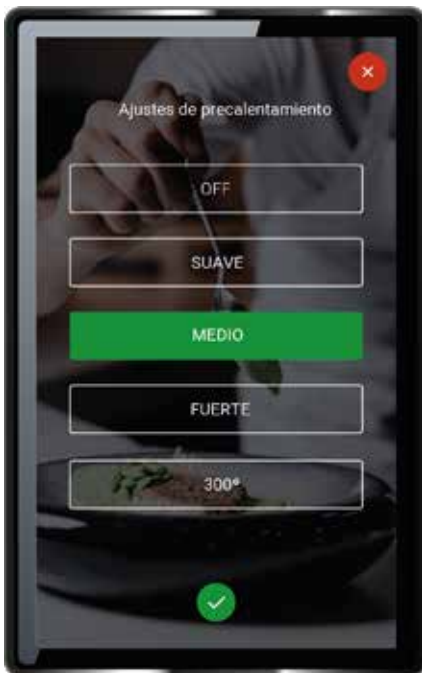 Ajustes de precalentamiento
OFF
SUAVE
MEDIO
FUERTE
300º